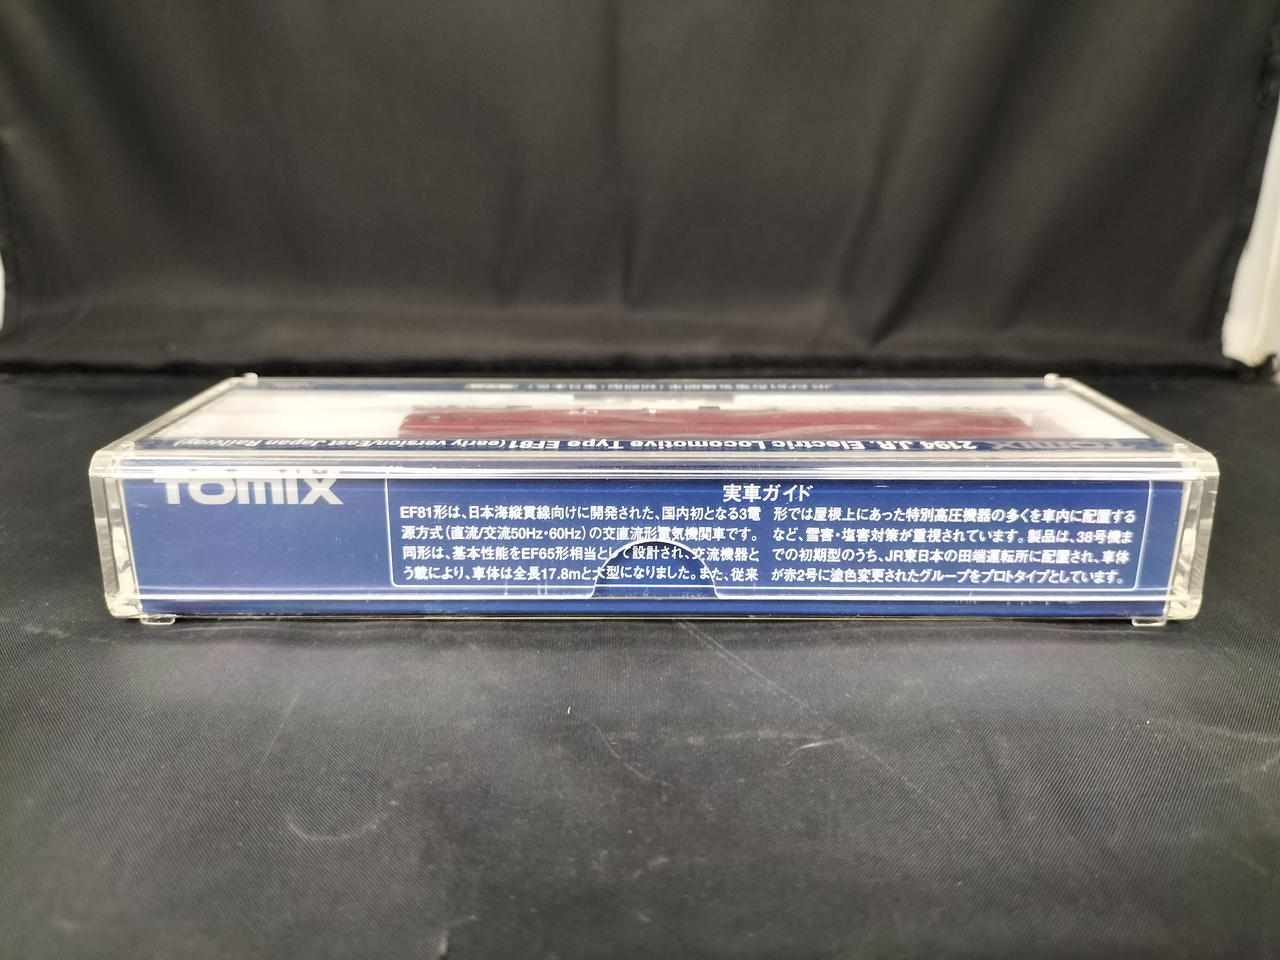 2194 J.R. Electric Locomotive Type EF81 (early version/East Japan Railway)
TOMIX
TOMIX
実車ガイド
EF81形は、日本海縦貫線向けに開発された、国内初となる3電
源方式(直流/交流50Hz・60Hz)の交直流形電気機関車です。
同形は、基本性能をEF65形相当として設計され、交流機器と
う載により、車体は全長17.8mと大型になりました。また、従来
形では屋根上にあった特別高圧機器の多くを車内に配置する
など、雪害・塩害対策が重視されています。製品は、38号機ま
での初期型のうち、JR東日本の田端運転所に配置され、車体
が赤2号に塗色変更されたグループをプロトタイプとしています。